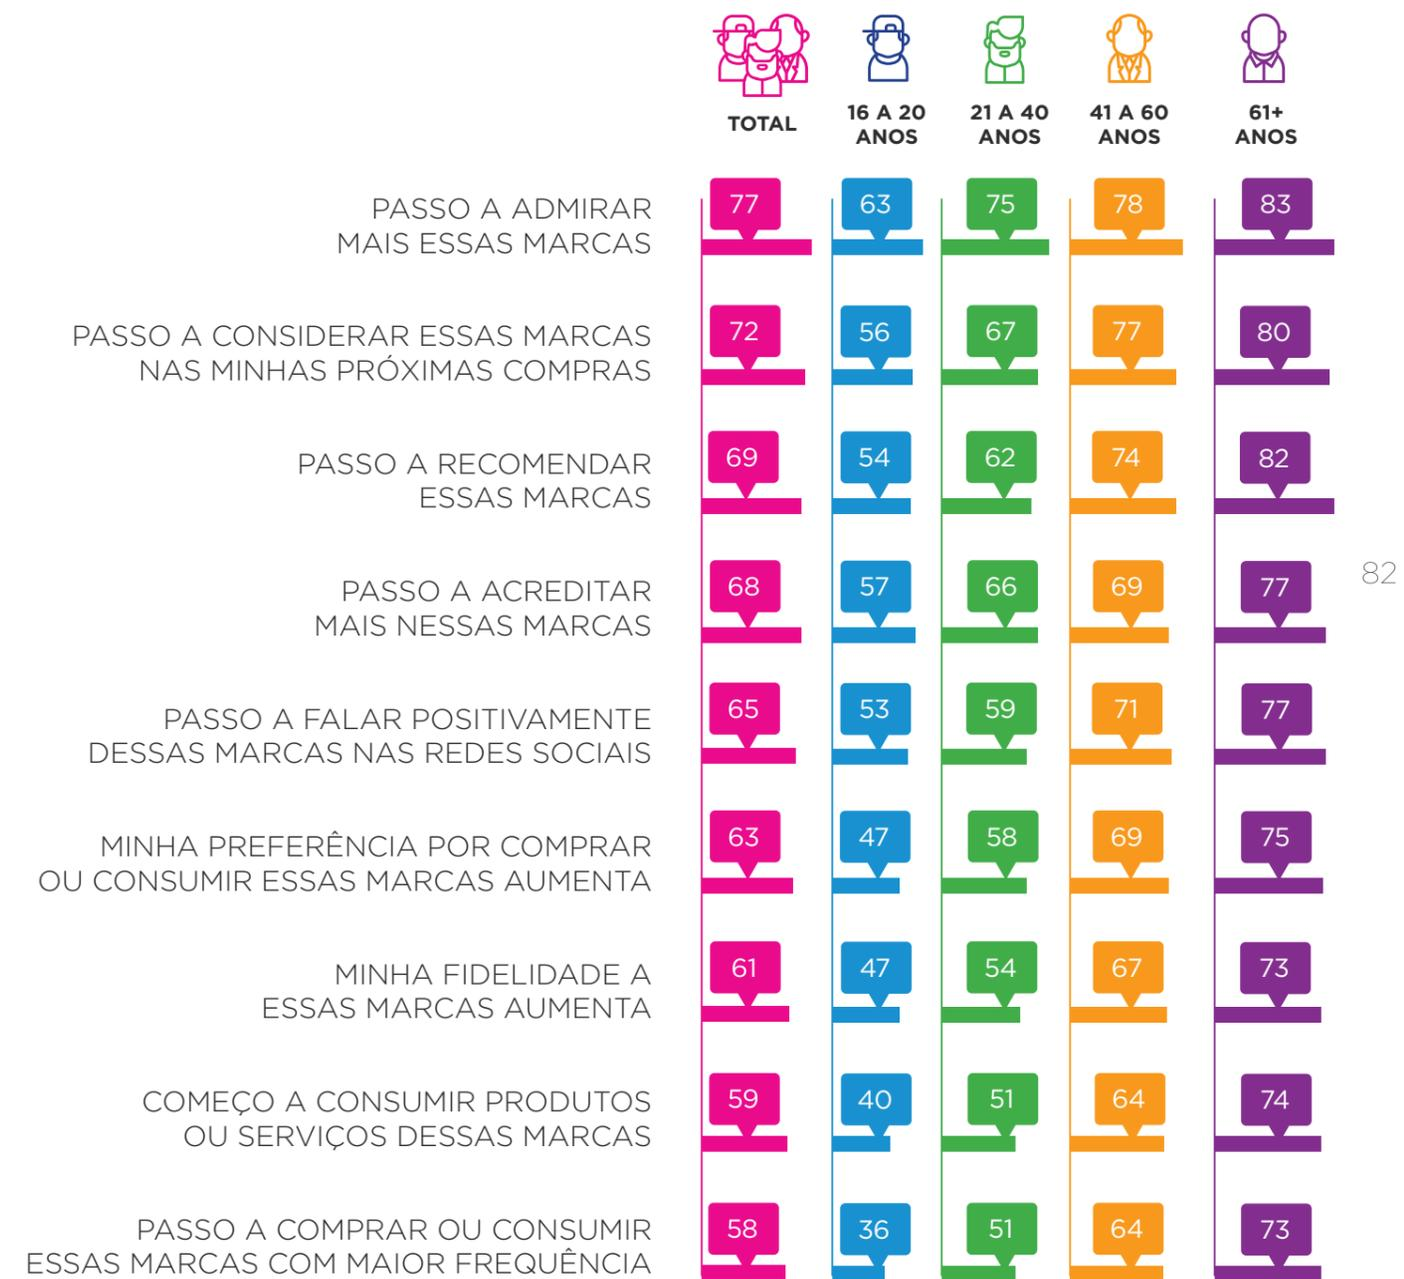 TOTAL
16 A 20
ANOS
21 A 40
ANOS
41 A 60
ANOS
61+
ANOS
PASSO A ADMIRAR
MAIS ESSAS MARCAS
77
63
75
78
83
PASSO A CONSIDERAR ESSAS MARCAS
NAS MINHAS PRÓXIMAS COMPRAS
72
56
67
77
80
PASSO A RECOMENDAR
ESSAS MARCAS
69
54
62
74
82
PASSO A ACREDITAR
MAIS NESSAS MARCAS
68
57
66
69
77
82
PASSO A FALAR POSITIVAMENTE
DESSAS MARCAS NAS REDES SOCIAIS
65
53
59
71
77
MINHA PREFERÊNCIA POR COMPRAR
OU CONSUMIR ESSAS MARCAS AUMENTA
63
47
58
69
75
MINHA FIDELIDADE A
ESSAS MARCAS AUMENTA
61
47
54
67
73
COMEÇO A CONSUMIR PRODUTOS
OU SERVIÇOS DESSAS MARCAS
59
40
51
64
74
PASSO A COMPRAR OU CONSUMIR
ESSAS MARCAS COM MAIOR FREQUÊNCIA
58
36
51
64
73